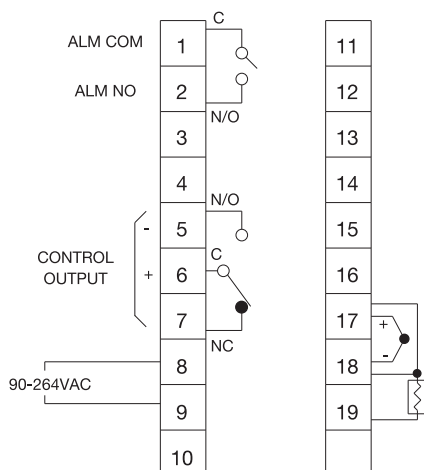 C
ALM COM 1 11
ALM NO 2 12
N/O
3 13
4 14
N/O
- 5 15
C
CONTROL
OUTPUT
+ 6 16
7 17
+
NC
8 18
-
90-264VAC
9 19
10